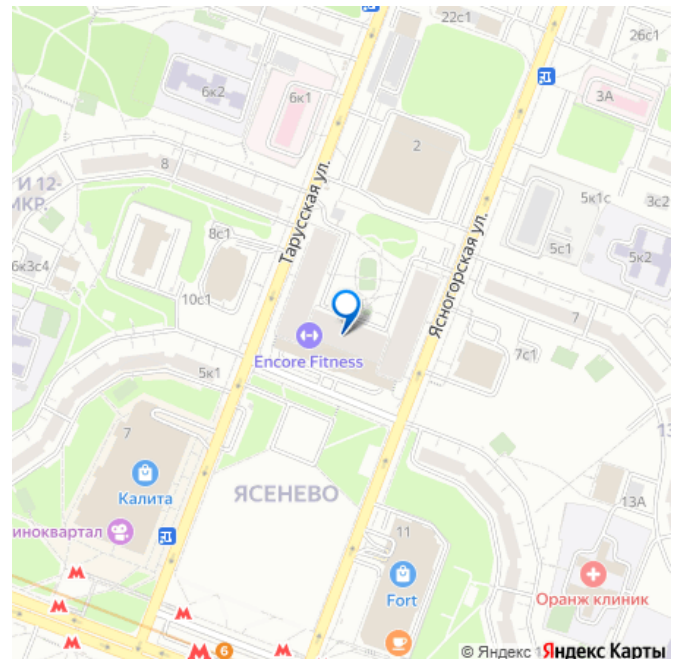 22с1
26с1
6к2
6к1
3А
2
8
И 12-
МКР.
Тарусская ул.
Ясногорская ул.
5к1с
3с2
8с1
5с1
5к2
6к3с4
10с1
7
Encore Fitness
7с1
5к1
7
Калита
ЯСЕНЕВО
13А
иноквартал
11
Fort
Оранж клиник
6
© Яндекс
Яндекс Карты